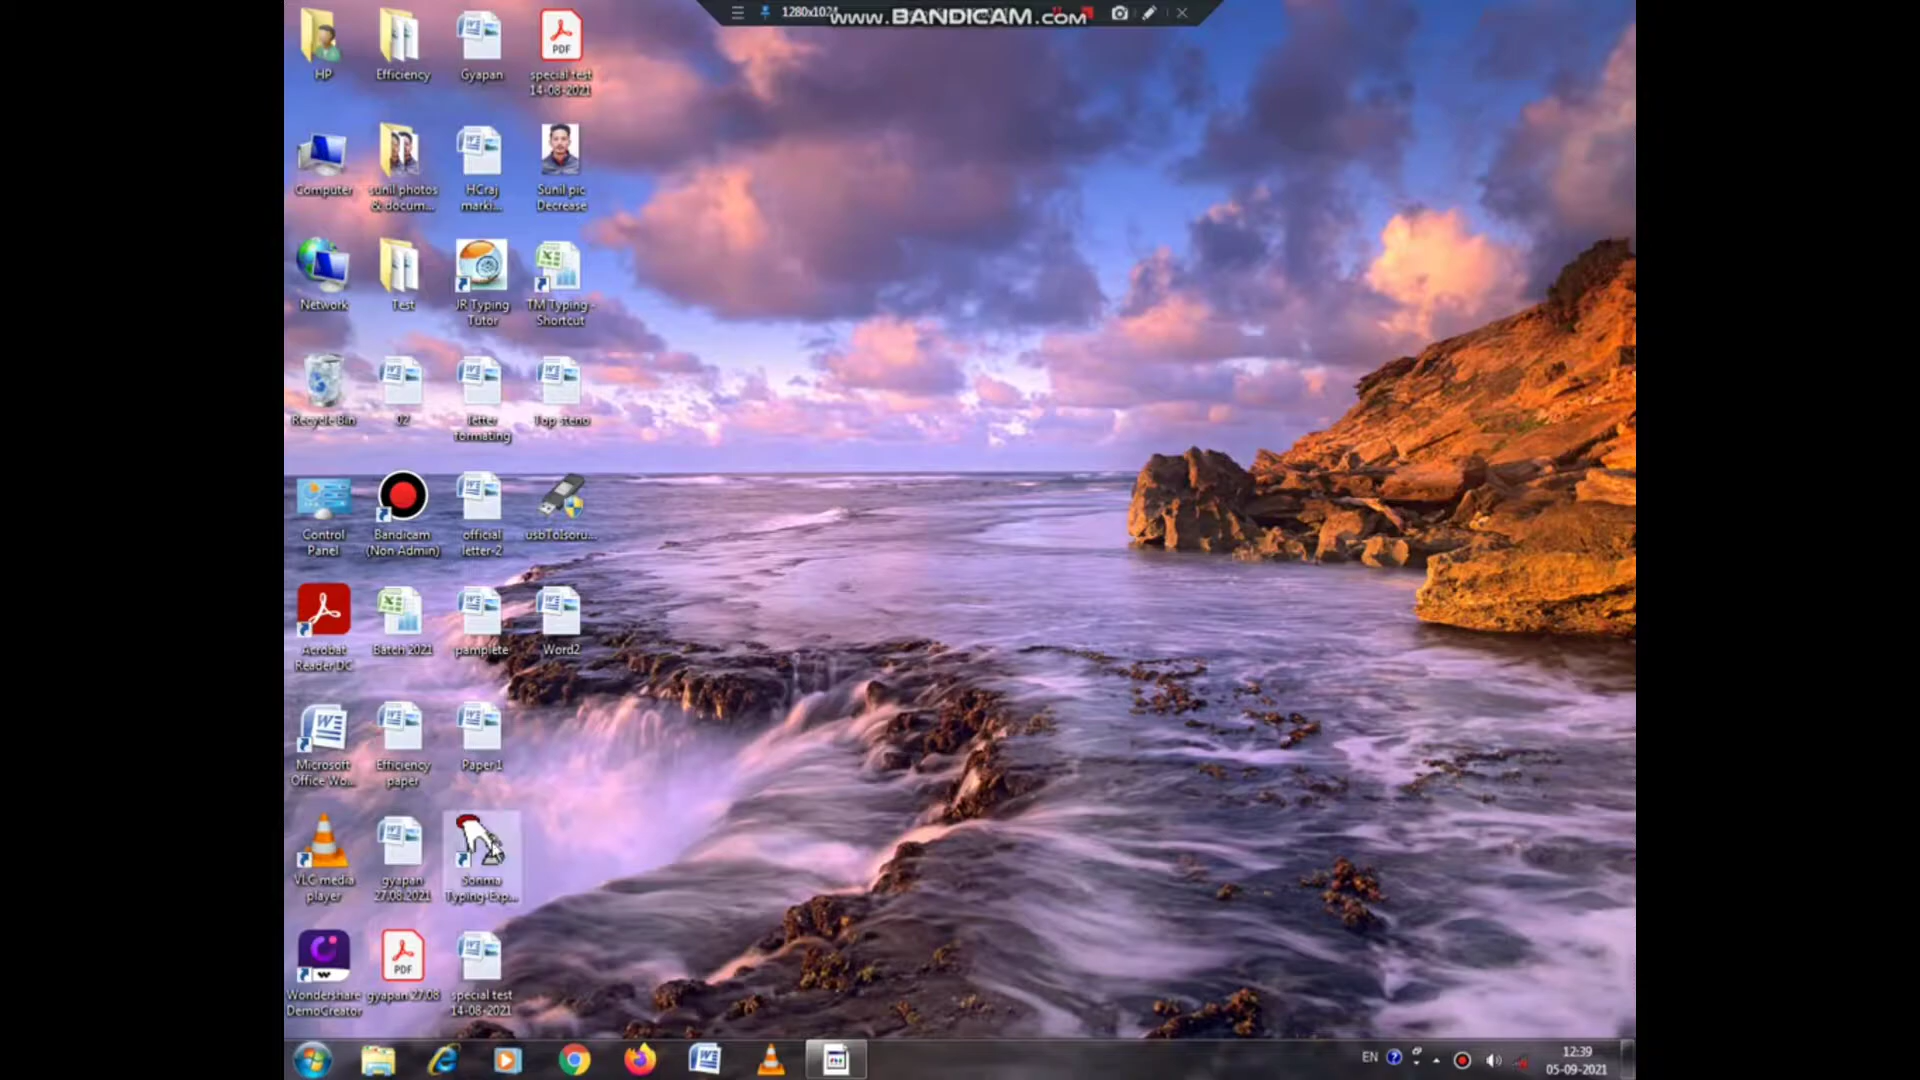 1280x1024
www.BANDICAM.com
HP
Efficiency
Gyapan
PDF
special test
14-08-2021
Computer
sunil photos
& docum...
HCraj
marki...
Sunil pic
Decrease
Network
Test
JR Typing
Tutor
TM Typing -
Shortcut
Recycle Bin
02
letter
formating
Top steno
Control
Panel
Bandicam
(Non Admin)
official
letter-2
usbToIsoru...
Acrobat
Reader DC
Batch 2021
pamplete
Word2
Microsoft
Office Wo...
Efficiency
paper
Paper1
VLC media
player
gyapan
27.08.2021
Sonma
Typing-Exp...
Wondershare
DemoCreator
PDF
gyapan 27.08
special test
14-08-2021
EN
12:39
05-09-2021